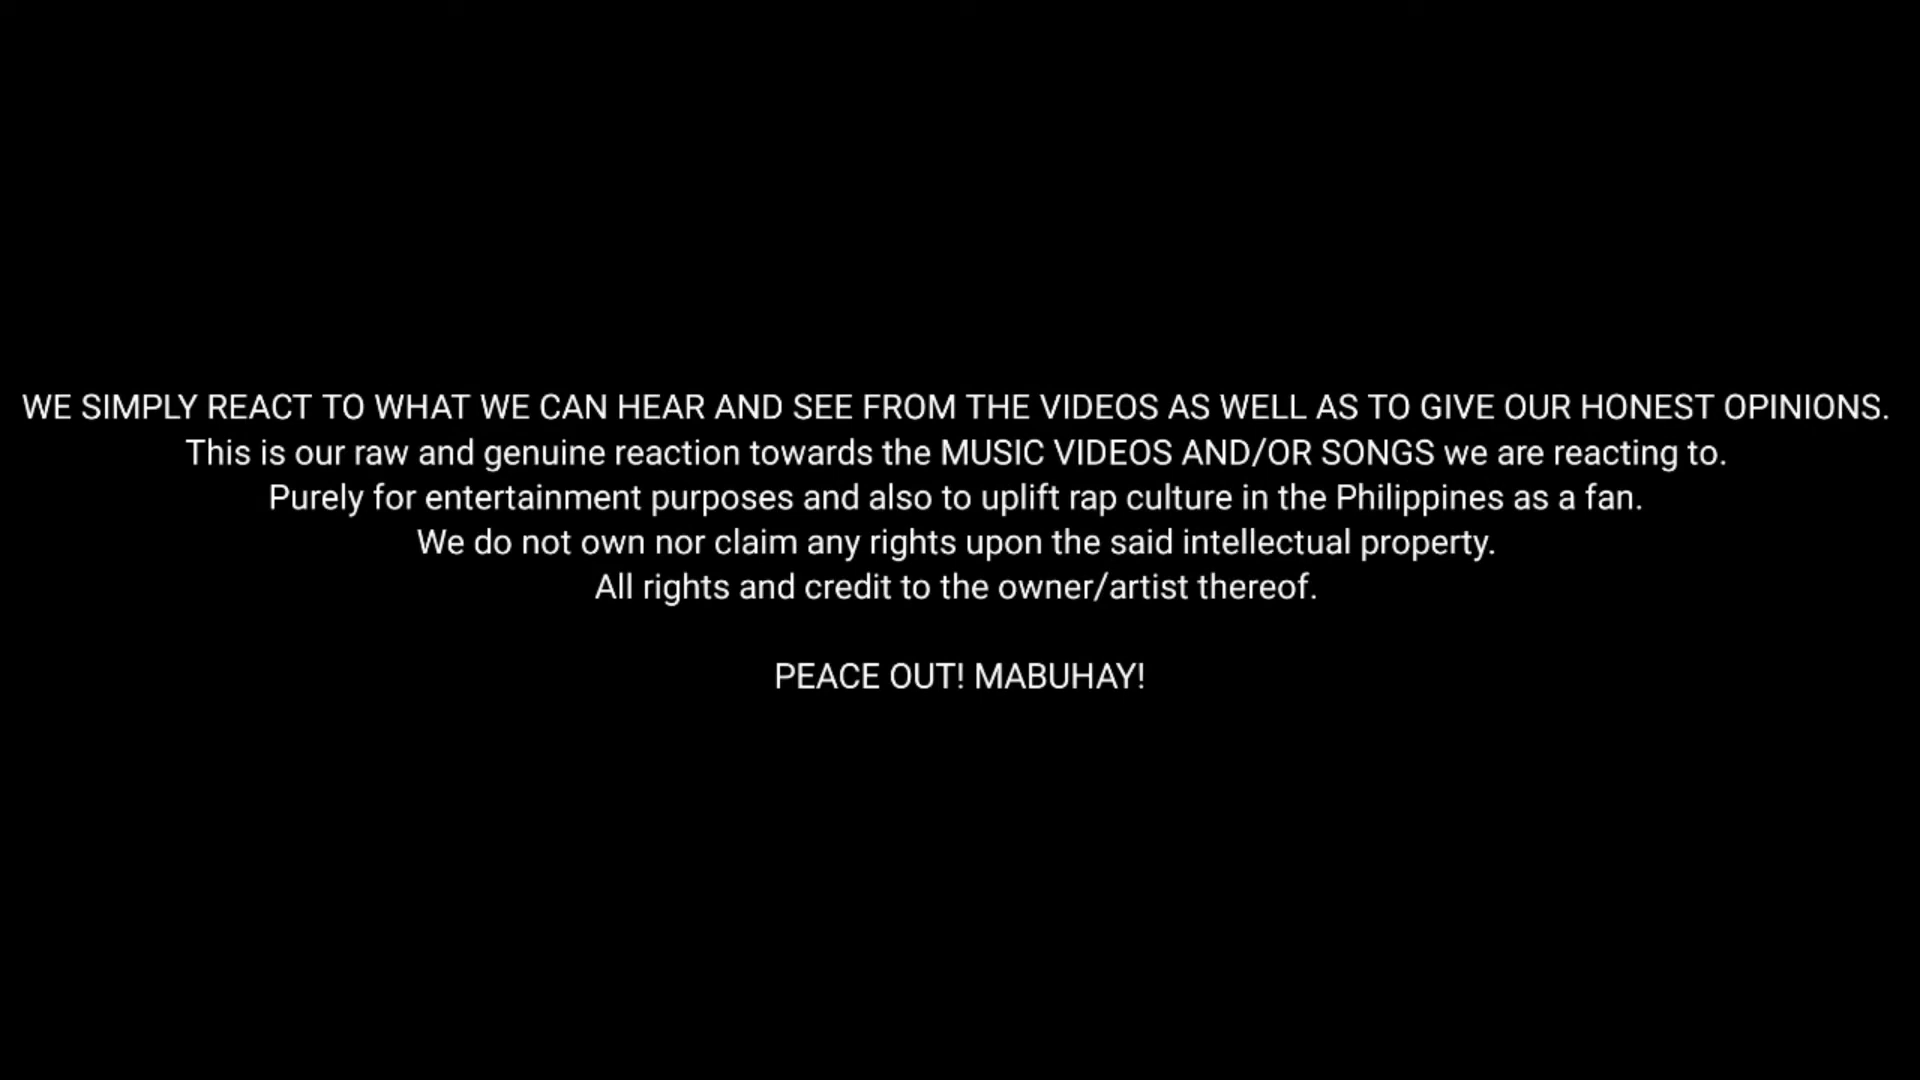 WE SIMPLY REACT TO WHAT WE CAN HEAR AND SEE FROM THE VIDEOS AS WELL AS TO GIVE OUR HONEST OPINIONS.
This is our raw and genuine reaction towards the MUSIC VIDEOS AND/OR SONGS we are reacting to.
Purely for entertainment purposes and also to uplift rap culture in the Philippines as a fan.
We do not own nor claim any rights upon the said intellectual property.
All rights and credit to the owner/artist thereof.
PEACE OUT! MABUHAY!